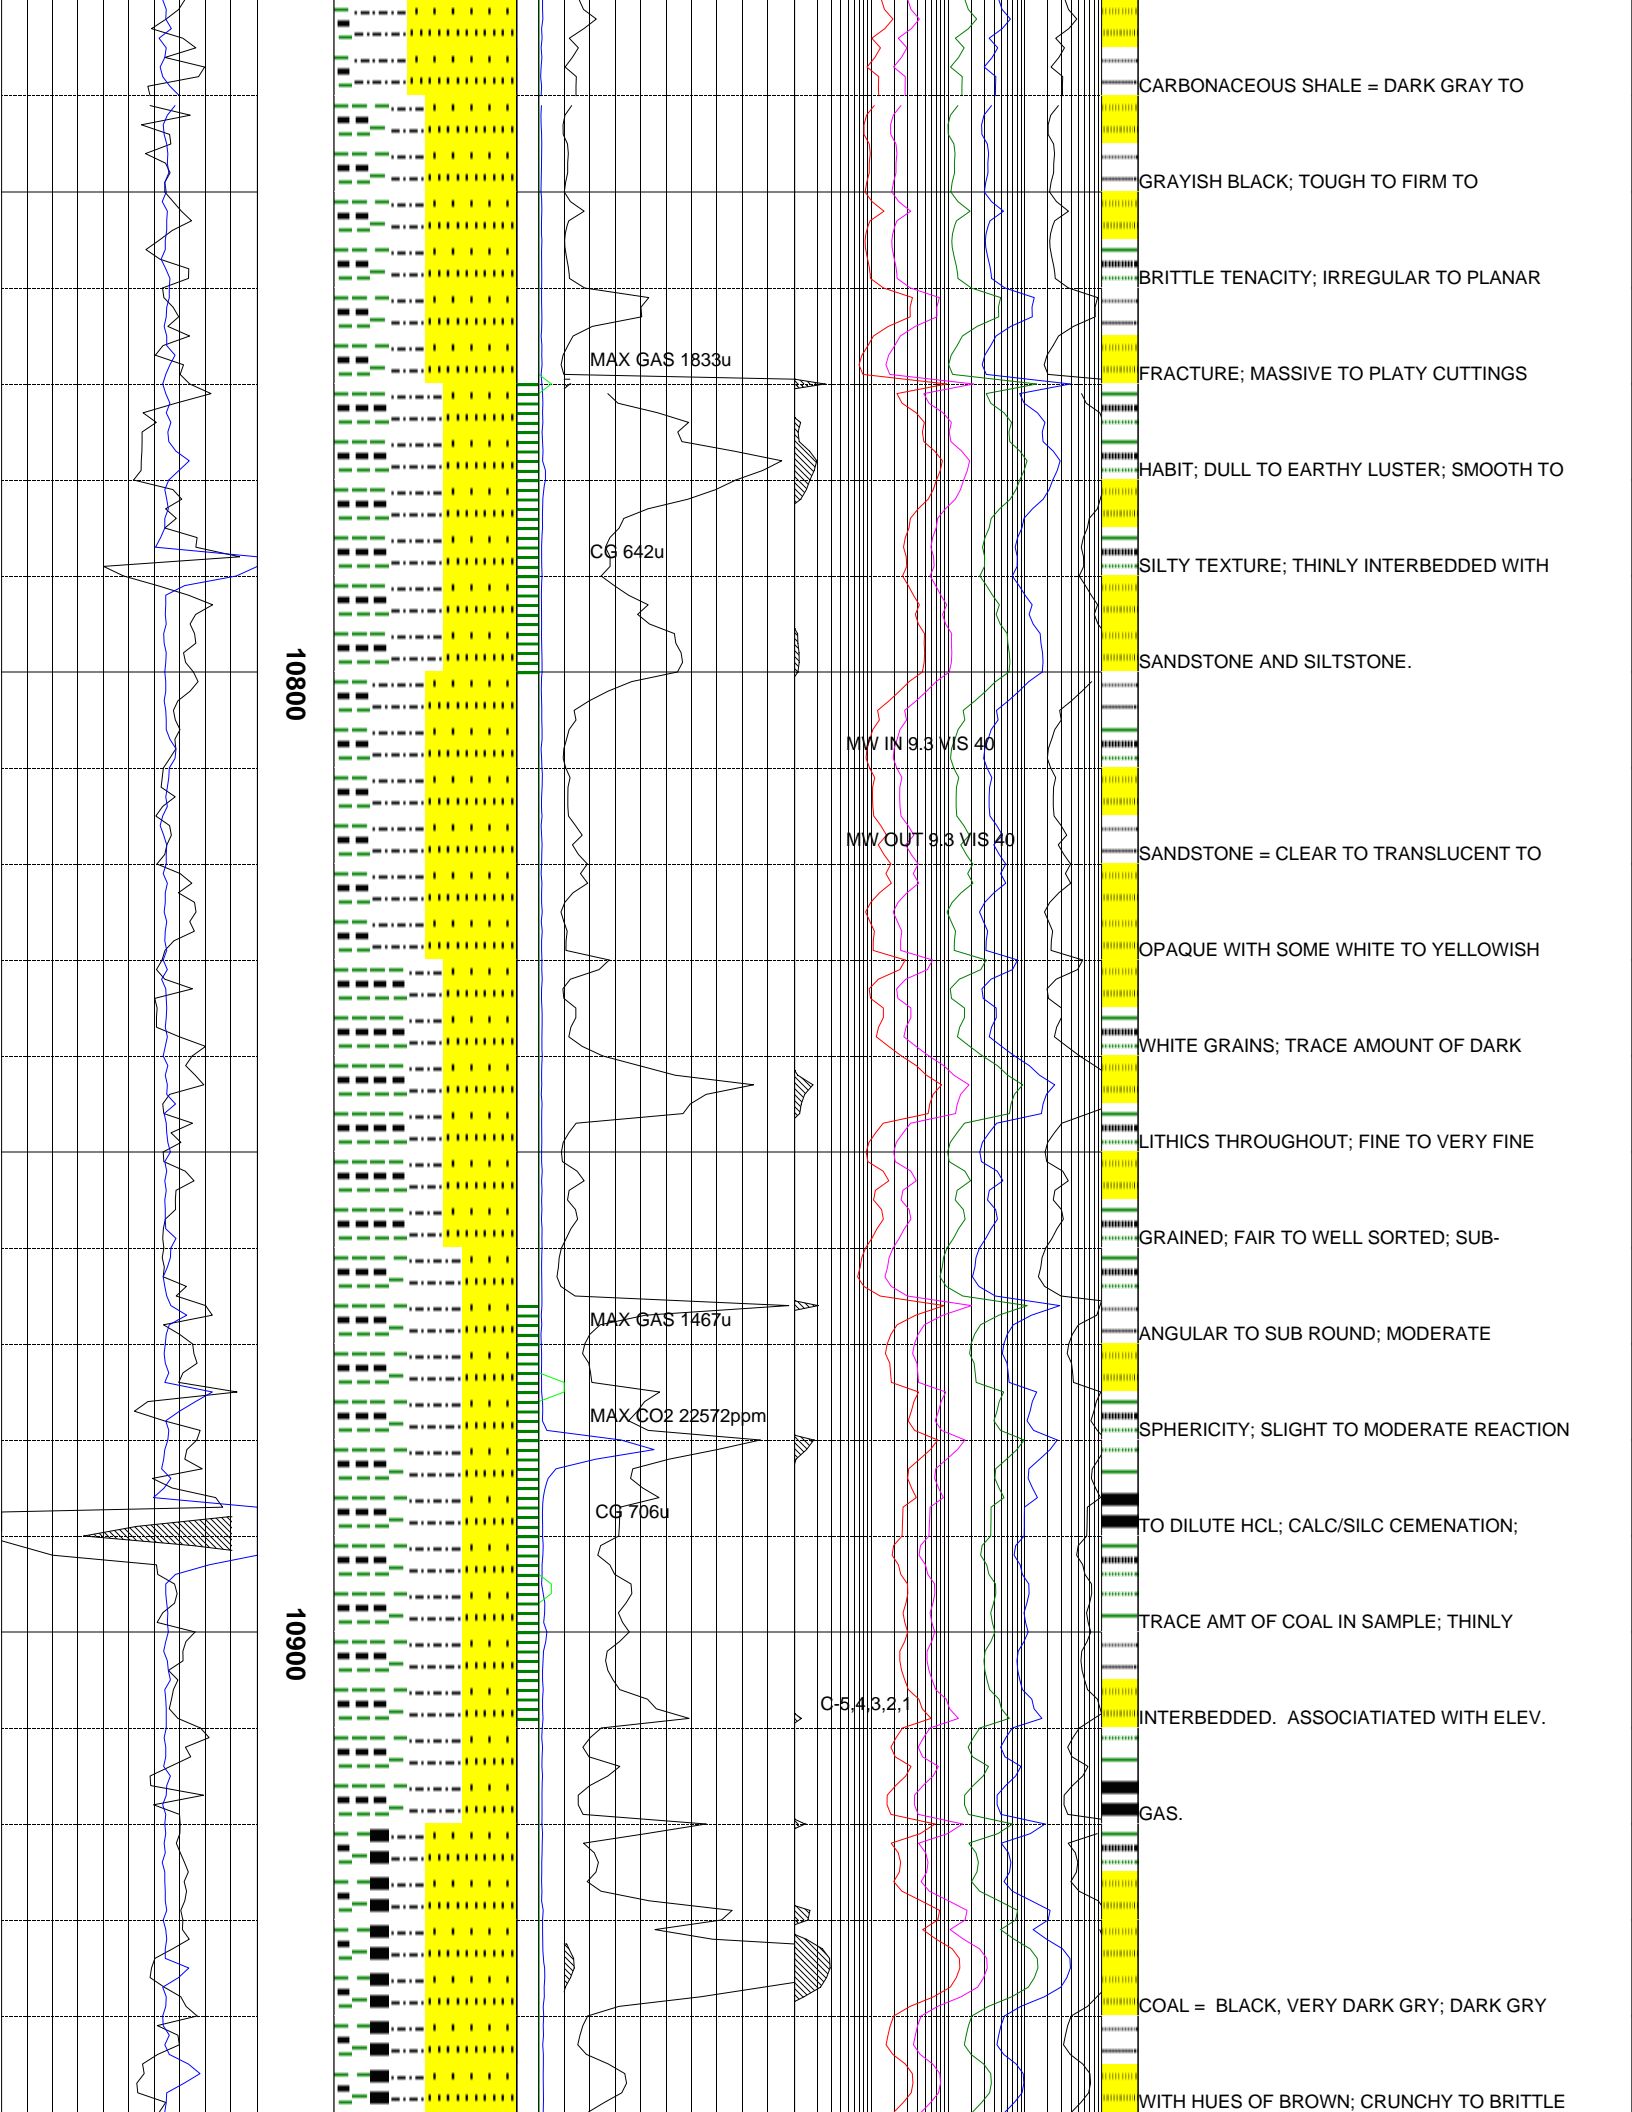 CARBONACEOUS SHALE = DARK GRAY TO
GRAYISH BLACK; TOUGH TO FIRM TO
BRITTLE TENACITY; IRREGULAR TO PLANAR
MAX GAS 1833u
FRACTURE; MASSIVE TO PLATY CUTTINGS
HABIT; DULL TO EARTHY LUSTER; SMOOTH TO
CG 642u
SILTY TEXTURE; THINLY INTERBEDDED WITH
10800
SANDSTONE AND SILTSTONE.
MW IN 9.3 VIS 40
MW OUT 9.3 VIS 40
SANDSTONE = CLEAR TO TRANSLUCENT TO
OPAQUE WITH SOME WHITE TO YELLOWISH
WHITE GRAINS; TRACE AMOUNT OF DARK
LITHICS THROUGHOUT; FINE TO VERY FINE
GRAINED; FAIR TO WELL SORTED; SUB-
MAX GAS 1467u
ANGULAR TO SUB ROUND; MODERATE
MAX CO2 22572ppm
SPHERICITY; SLIGHT TO MODERATE REACTION
CG 706u
TO DILUTE HCL; CALC/SILC CEMENATION;
10900
TRACE AMT OF COAL IN SAMPLE; THINLY
C-5,4,3,2,1
INTERBEDDED.  ASSOCIATIATED WITH ELEV.
GAS.
COAL =  BLACK, VERY DARK GRY; DARK GRY
WITH HUES OF BROWN; CRUNCHY TO BRITTLE